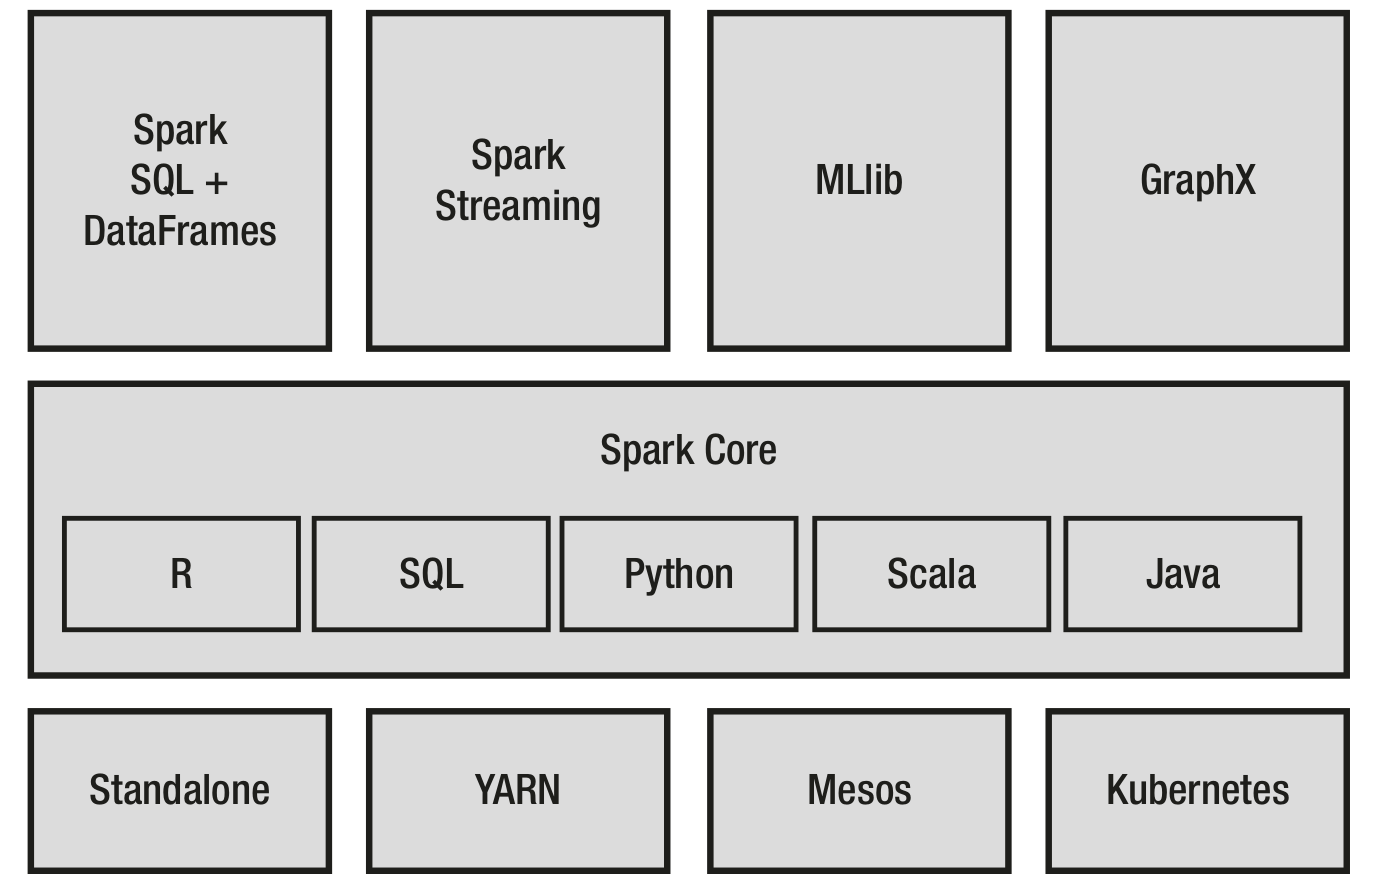 Spark
SQL +
DataFrames
Spark
Streaming
MLlib
GraphX
Spark Core
R
SQL
Python
Scala
Java
Standalone
YARN
Mesos
Kubernetes